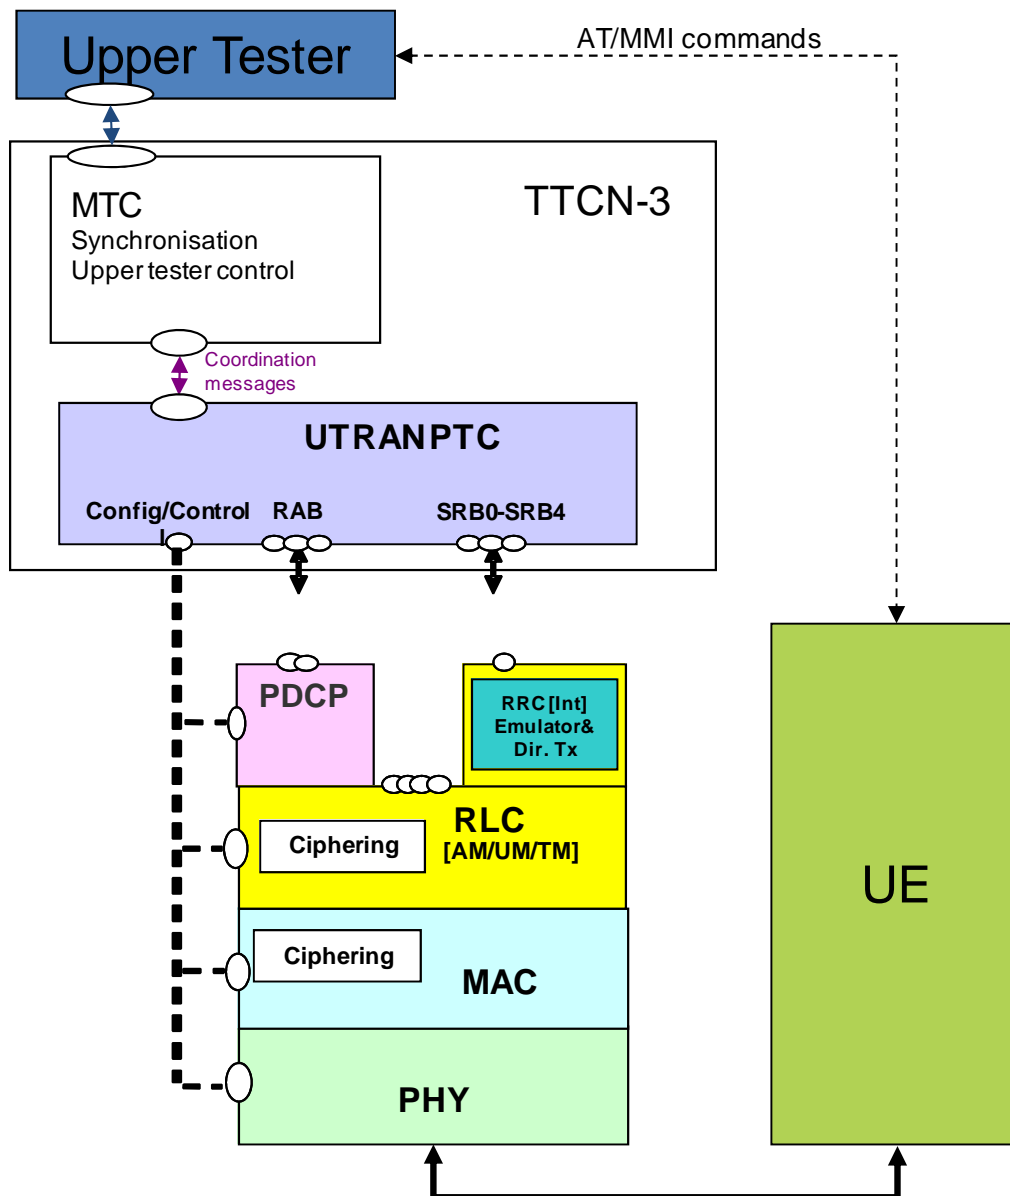 Upper Tester
AT/MMI commands
TTCN-3
MTC
Synchronisation
Upper tester control
Coordination
messages
UTRANPTC
Config/Control
RAB
SRB0-SRB4
PDCP
RRC[Int]
Emulator&
Dir. Tx
RLC
[AM/UM/TM]
Ciphering
Ciphering
MAC
PHY
UE